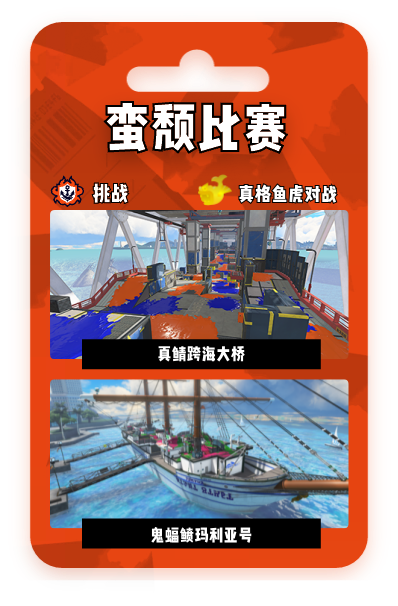 蛮颓比赛
挑战
真格鱼虎对战
真鲭跨海大桥
鬼蝠鲼玛利亚号